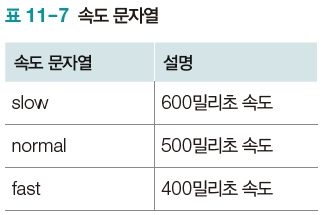 표 11-7 속도 문자열
속도 문자열 설명
slow 600밀리초 속도
normal 500밀리초 속도
fast 400밀리초 속도